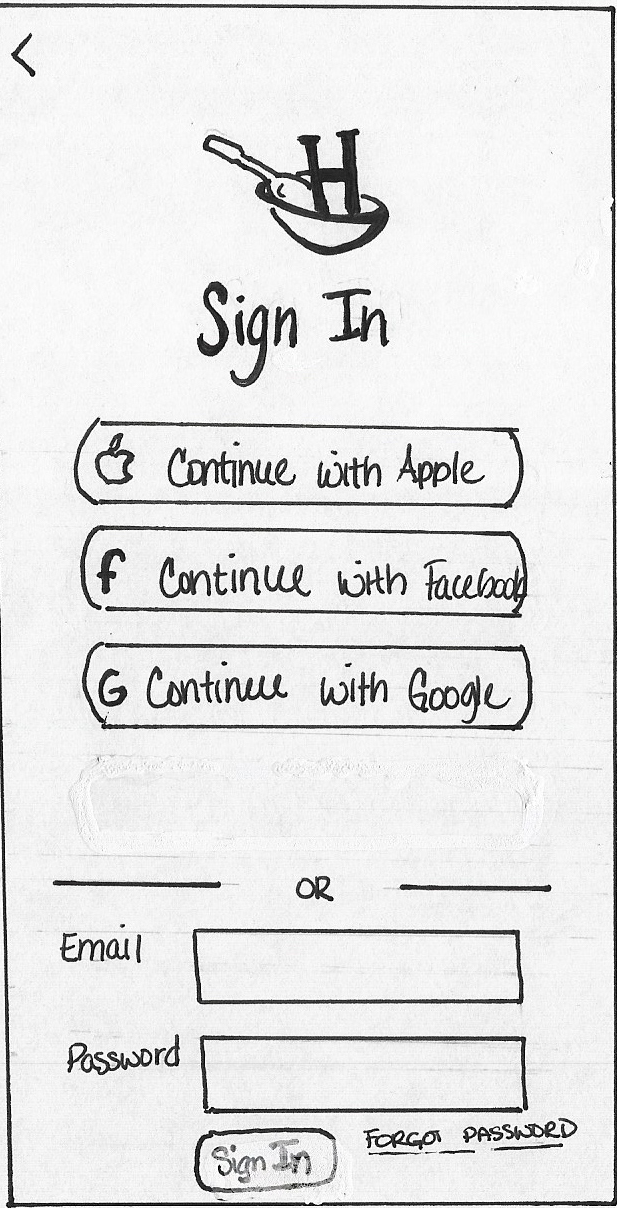 <
H
Sign In
Continue with Apple
f Continue with Facebook
G Continue with Google
OR
Email
Password
Sign In
FORGOT PASSWORD